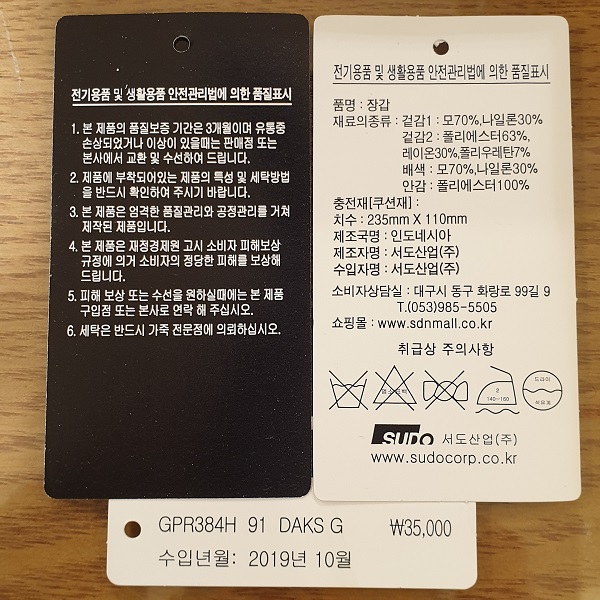 전기용품 및 생활용품 안전관리법에 의한 품질표시
1. 본 제품의 품질보증 기간은 3개월이며 유통중
손상되었거나 이상이 있을때는 판매점 또는
본사에서 교환 및 수선하여 드립니다.
2. 제품에 부착되어있는 제품의 특성 및 세탁방법
을 반드시 확인하여 주시기 바랍니다.
3. 본 제품은 엄격한 품질관리와 공정관리를 거쳐
제작된 제품입니다.
4. 본 제품은 재정경제원 고시 소비자 피해보상
규정에 의거 소비자의 정당한 피해를 보상해
드립니다.
5. 피해 보상 또는 수선을 원하실때에는 본 제품
구입점 또는 본사로 연락 해 주십시오.
6. 세탁은 반드시 가죽 전문점에 의뢰하십시오.
전기용품 및 생활용품 안전관리법에 의한 품질표시
품명 : 장갑
재료의종류 : 겉감1 : 모70%,나일론30%
겉감2 : 폴리에스터63%,
레이온30%,폴리우레탄7%
배색 : 모70%,나일론30%
안감 : 폴리에스터100%
충전재[쿠션재] :
치수 : 235mm X 110mm
제조국명 : 인도네시아
제조자명 : 서도산업(주)
수입자명 : 서도산업(주)
소비자상담실 : 대구시 동구 화랑로 99길 9
T.(053)985-5505
쇼핑몰 : www.sdnmall.co.kr
취급상 주의사항
염소표백
2
140~160
드라이
석유계
SUDO 서도산업(주)
www.sudocorp.co.kr
GPR384H 91 DAKS G ₩35,000
수입년월: 2019년 10월